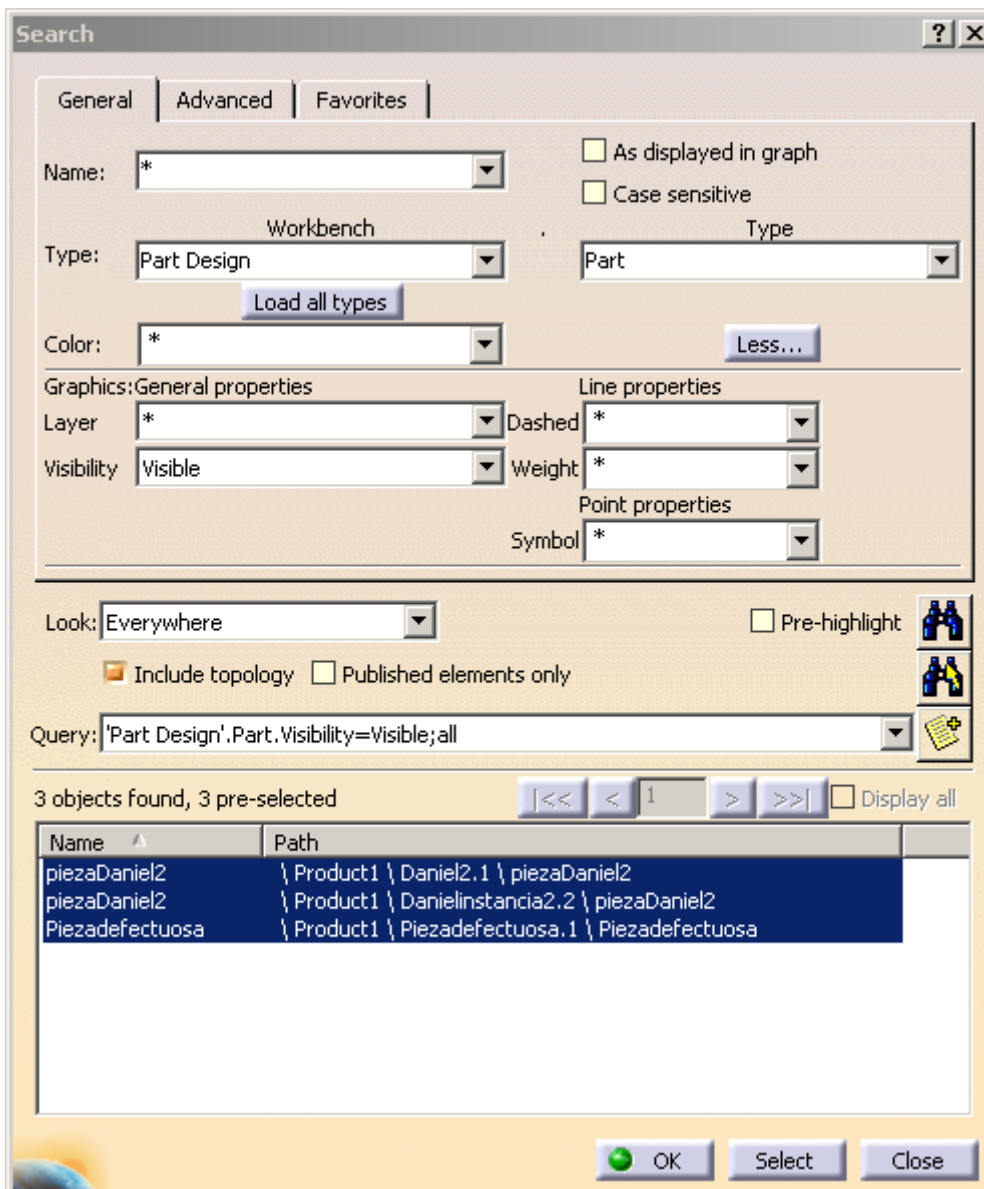 Search
General Advanced Favorites
Name: * As displayed in graph
Case sensitive
Workbench Type
Type: Part Design Part
Load all types
Color: * Less...
Graphics:General properties Line properties
Layer * Dashed *
Visibility Visible Weight *
Point properties
Symbol *
Look: Everywhere Pre-highlight
Include topology Published elements only
Query: 'Part Design'.Part.Visibility=Visible;all
3 objects found, 3 pre-selected |<< < 1 > >>| Display all
Name Path
piezaDaniel2 \ Product1 \ Daniel2.1 \ piezaDaniel2
piezaDaniel2 \ Product1 \ Danielinstancia2.2 \ piezaDaniel2
Piezadefectuosa \ Product1 \ Piezadefectuosa.1 \ Piezadefectuosa
OK Select Close